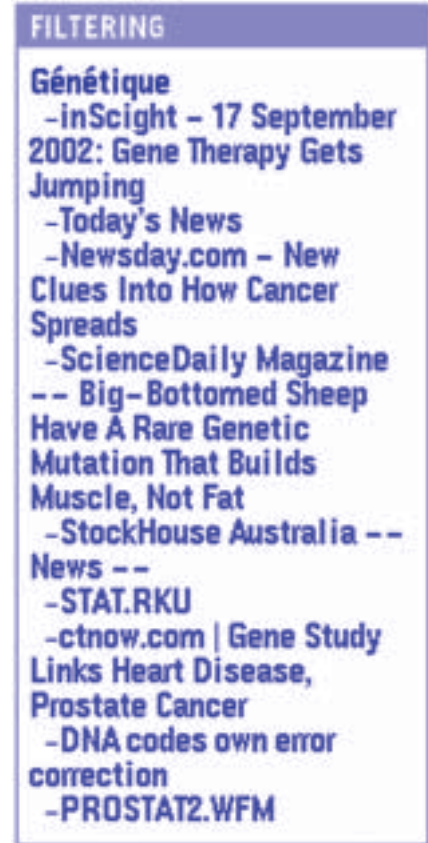 FILTERING
Génétique
-inScight - 17 September
2002: Gene Therapy Gets
Jumping
-Today's News
-Newsday.com - New
Clues Into How Cancer
Spreads
-ScienceDaily Magazine
-- Big-Bottomed Sheep
Have A Rare Genetic
Mutation That Builds
Muscle, Not Fat
-StockHouse Australia --
News --
-STAT.RKU
-ctnow.com | Gene Study
Links Heart Disease,
Prostate Cancer
-DNA codes own error
correction
-PROSTAT2.WFM